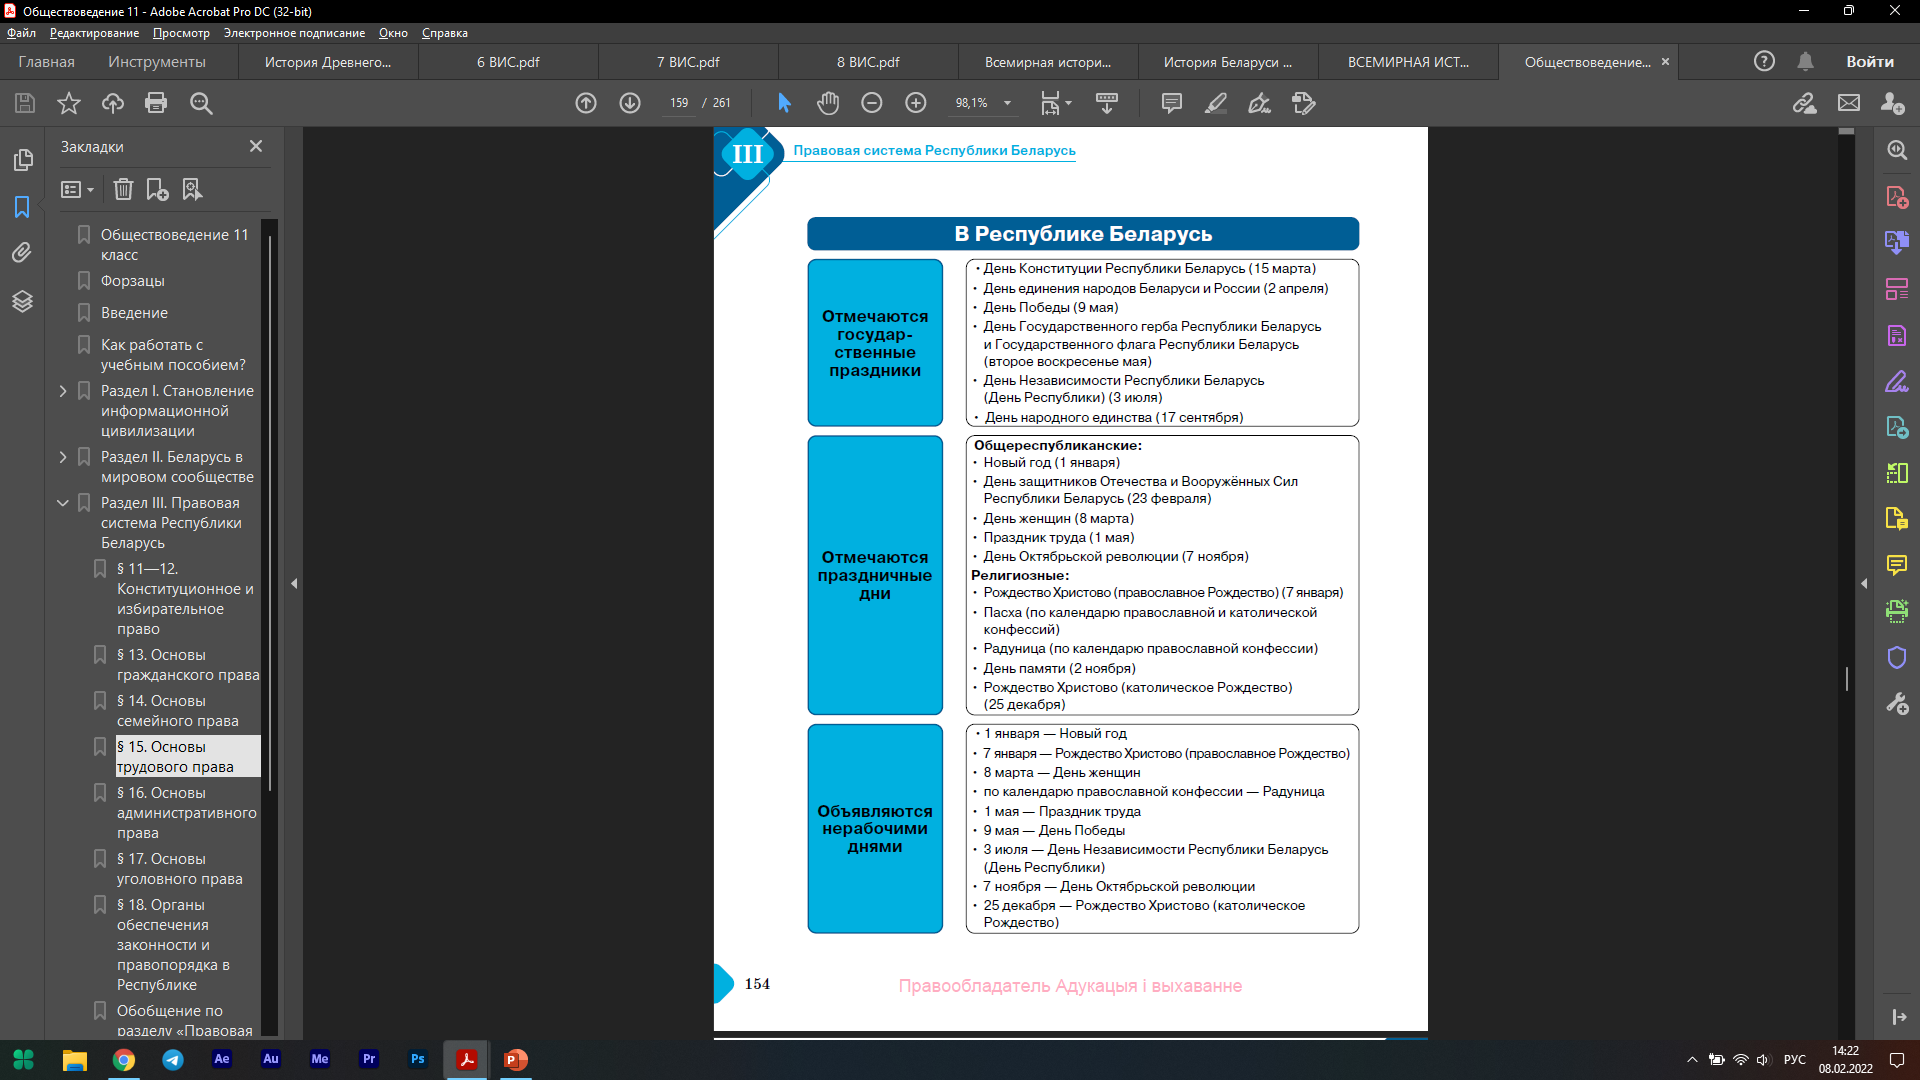 Обществоведение 11 - Adobe Acrobat Pro DC (32-bit)
Файл Редактирование Просмотр Электронное подписание Окно Справка
Главная Инструменты История Древнего... 6 ВИС.pdf 7 ВИС.pdf 8 ВИС.pdf Всемирная истори... История Беларуси ... ВСЕМИРНАЯ ИСТ... Обществоведение... Войти
159 / 261 98,1%
Закладки
Обществоведение 11
класс
Форзацы
Введение
Как работать с
учебным пособием?
Раздел I. Становление
информационной
цивилизации
Раздел II. Беларусь в
мировом сообществе
Раздел III. Правовая
система Республики
Беларусь
§ 11—12.
Конституционное и
избирательное
право
§ 13. Основы
гражданского права
§ 14. Основы
семейного права
§ 15. Основы
трудового права
§ 16. Основы
административного
права
§ 17. Основы
уголовного права
§ 18. Органы
обеспечения
законности и
правопорядка в
Республике
Обобщение по
разделу «Правовая
III Правовая система Республики Беларусь
В Республике Беларусь
Отмечаются
государ-
ственные
праздники
• День Конституции Республики Беларусь (15 марта)
• День единения народов Беларуси и России (2 апреля)
• День Победы (9 мая)
• День Государственного герба Республики Беларусь
и Государственного флага Республики Беларусь
(второе воскресенье мая)
• День Независимости Республики Беларусь
(День Республики) (3 июля)
• День народного единства (17 сентября)
Отмечаются
праздничные
дни
Общереспубликанские:
• Новый год (1 января)
• День защитников Отечества и Вооружённых Сил
Республики Беларусь (23 февраля)
• День женщин (8 марта)
• Праздник труда (1 мая)
• День Октябрьской революции (7 ноября)
Религиозные:
• Рождество Христово (православное Рождество) (7 января)
• Пасха (по календарю православной и католической
конфессий)
• Радуница (по календарю православной конфессии)
• День памяти (2 ноября)
• Рождество Христово (католическое Рождество)
(25 декабря)
Объявляются
нерабочими
днями
• 1 января — Новый год
• 7 января — Рождество Христово (православное Рождество)
• 8 марта — День женщин
• по календарю православной конфессии — Радуница
• 1 мая — Праздник труда
• 9 мая — День Победы
• 3 июля — День Независимости Республики Беларусь
(День Республики)
• 7 ноября — День Октябрьской революции
• 25 декабря — Рождество Христово (католическое
Рождество)
154
Правообладатель Адукацыя і выхаванне
Ae Au Me Pr Ps P РУС 14:22
08.02.2022